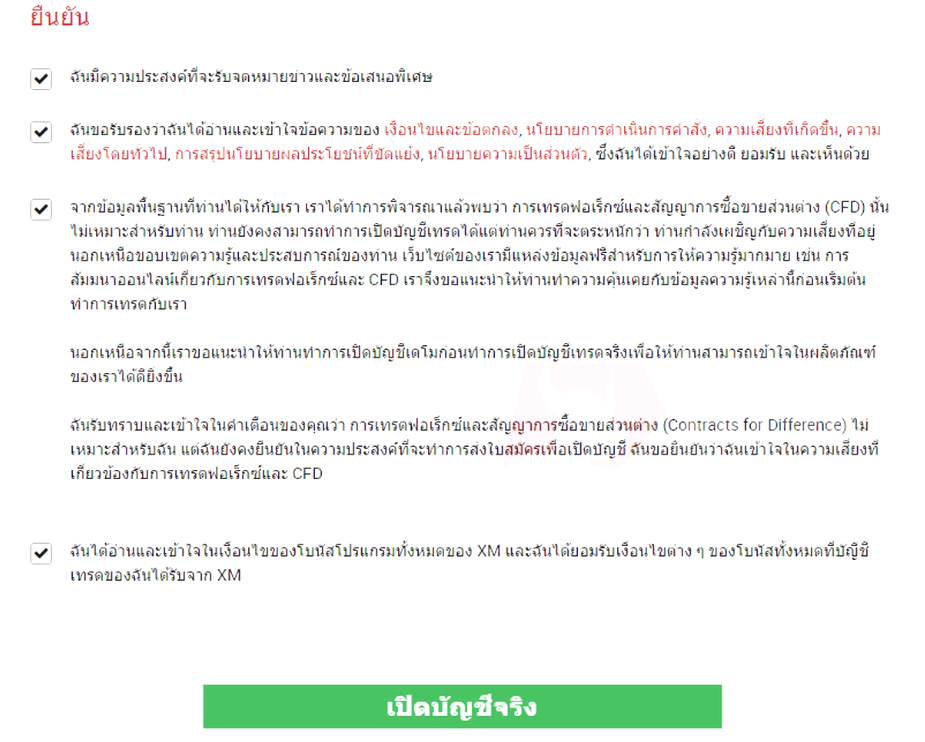 ยืนยัน
ฉันมีความประสงค์ที่จะรับจดหมายข่าวและข้อเสนอพิเศษ
ฉันขอรับรองว่าฉันได้อ่านและเข้าใจข้อความของ เงื่อนไขและข้อตกลง, นโยบายการดำเนินการคำสั่ง, ความเสี่ยงที่เกิดขึ้น, ความ
เสี่ยงโดยทั่วไป, การสรุปนโยบายผลประโยชน์ที่ขัดแย้ง, นโยบายความเป็นส่วนตัว, ซึ่งฉันได้เข้าใจอย่างดี ยอมรับ และเห็นด้วย
จากข้อมูลพื้นฐานที่ท่านได้ให้กับเรา เราได้ทำการพิจารณาแล้วพบว่า การเทรดฟอเร็กซ์และสัญญาการซื้อขายส่วนต่าง (CFD) นั้น
ไม่เหมาะสำหรับท่าน ท่านยังคงสามารถทำการเปิดบัญชีเทรดได้แต่ท่านควรที่จะตระหนักว่า ท่านกำลังเผชิญกับความเสี่ยงที่อยู่
นอกเหนือขอบเขตความรู้และประสบการณ์ของท่าน เว็บไซต์ของเรามีแหล่งข้อมูลฟรีสำหรับการให้ความรู้มากมาย เช่น การ
สัมมนาออนไลน์เกี่ยวกับการเทรดฟอเร็กซ์และ CFD เราจึงขอแนะนำให้ท่านทำความคุ้นเคยกับข้อมูลความรู้เหล่านี้ก่อนเริ่มต้น
ทำการเทรดกับเรา
นอกเหนือจากนี้เราขอแนะนำให้ท่านทำการเปิดบัญชีเดโมก่อนทำการเปิดบัญชีเทรดจริงเพื่อให้ท่านสามารถเข้าใจในผลิตภัณฑ์
ของเราได้ดียิ่งขึ้น
ฉันรับทราบและเข้าใจในคำเตือนของคุณว่า การเทรดฟอเร็กซ์และสัญญาการซื้อขายส่วนต่าง (Contracts for Difference) ไม่
เหมาะสำหรับฉัน แต่ฉันยังคงยืนยันในความประสงค์ที่จะทำการส่งใบสมัครเพื่อเปิดบัญชี ฉันขอยืนยันว่าฉันเข้าใจในความเสี่ยงที่
เกี่ยวข้องกับการเทรดฟอเร็กซ์และ CFD
ฉันได้อ่านและเข้าใจในเงื่อนไขของโบนัสโปรแกรมทั้งหมดของ XM และฉันได้ยอมรับเงื่อนไขต่าง ๆ ของโบนัสทั้งหมดที่บัญชี
เทรดของฉันได้รับจาก XM
เปิดบัญชีจริง